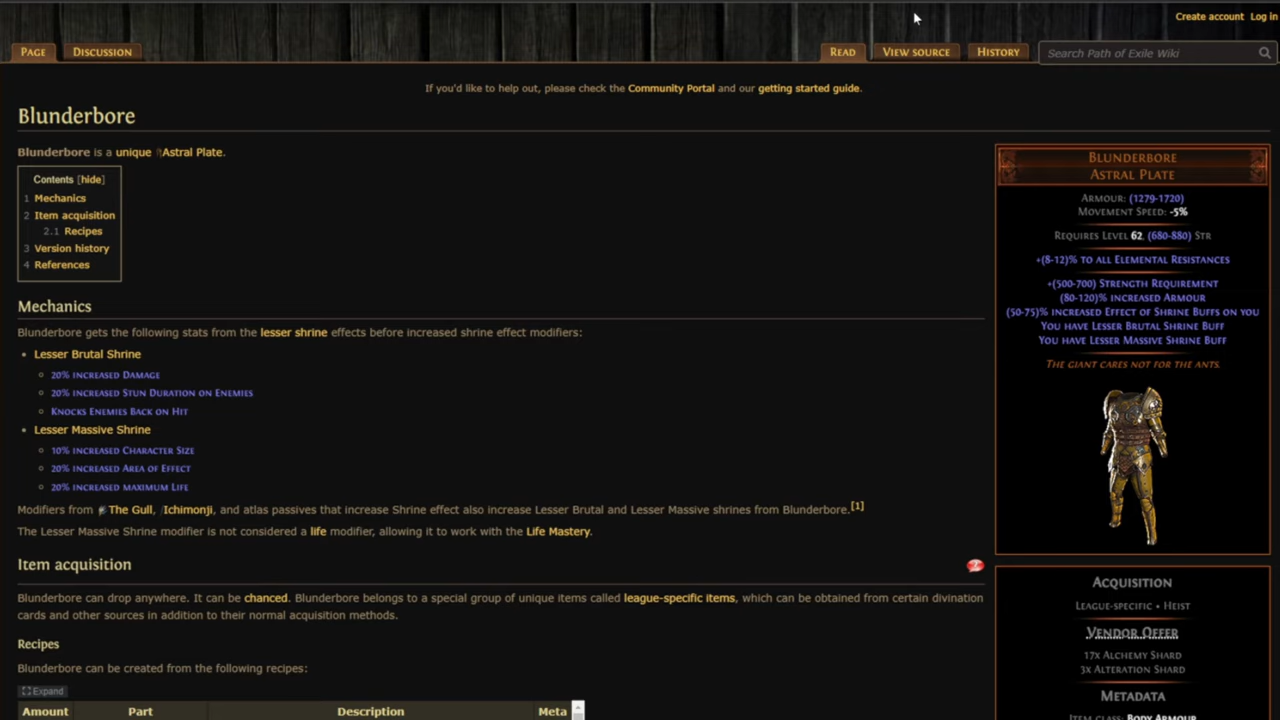 Create account Log in
PAGE DISCUSSION READ VIEW SOURCE HISTORY Search Path of Exile Wiki
If you'd like to help out, please check the Community Portal and our getting started guide.
Blunderbore
Blunderbore is a unique Astral Plate.
Contents [hide]
1 Mechanics
2 Item acquisition
2.1 Recipes
3 Version history
4 References
Mechanics
Blunderbore gets the following stats from the lesser shrine effects before increased shrine effect modifiers:
Lesser Brutal Shrine
20% INCREASED DAMAGE
20% INCREASED STUN DURATION ON ENEMIES
KNOCKS ENEMIES BACK ON HIT
Lesser Massive Shrine
10% INCREASED CHARACTER SIZE
20% INCREASED AREA OF EFFECT
20% INCREASED MAXIMUM LIFE
Modifiers from The Gull, Ichimonji, and atlas passives that increase Shrine effect also increase Lesser Brutal and Lesser Massive shrines from Blunderbore.[1]
The Lesser Massive Shrine modifier is not considered a life modifier, allowing it to work with the Life Mastery.
Item acquisition
Blunderbore can drop anywhere. It can be chanced. Blunderbore belongs to a special group of unique items called league-specific items, which can be obtained from certain divination
cards and other sources in addition to their normal acquisition methods.
Recipes
Blunderbore can be created from the following recipes:
Expand
Amount Part Description Meta
BLUNDERBORE
ASTRAL PLATE
ARMOUR: (1279-1720)
MOVEMENT SPEED: -5%
REQUIRES LEVEL 62, (680-880) STR
+(8-12)% TO ALL ELEMENTAL RESISTANCES
+(500-700) STRENGTH REQUIREMENT
(80-120)% INCREASED ARMOUR
(50-75)% INCREASED EFFECT OF SHRINE BUFFS ON YOU
YOU HAVE LESSER BRUTAL SHRINE BUFF
YOU HAVE LESSER MASSIVE SHRINE BUFF
THE GIANT CARES NOT FOR THE ANTS.
ACQUISITION
LEAGUE-SPECIFIC • HEIST
VENDOR OFFER
17X ALCHEMY SHARD
3X ALTERATION SHARD
METADATA
ITEM CLASS: BODY ARMOUR